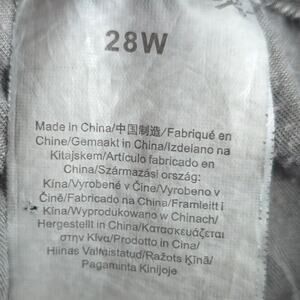 28W
Made in China/中国制造/Fabriqué en
Chine/Gemaakt in China/Izdelano na
Kitajskem/Artículo fabricado en
China/Származási ország:
Kína/Vyrobené v Číne/Vyrobeno v
Číně/Fabricado na China/Framleitt í
Kína/Wyprodukowano w Chinach/
Hergestellt in China/Κατασκευάζεται
στην Κίνα/Prodotto in Cina/
Hiinas Valmistatud/Ražots Ķīnā/
Pagaminta Kinijoje